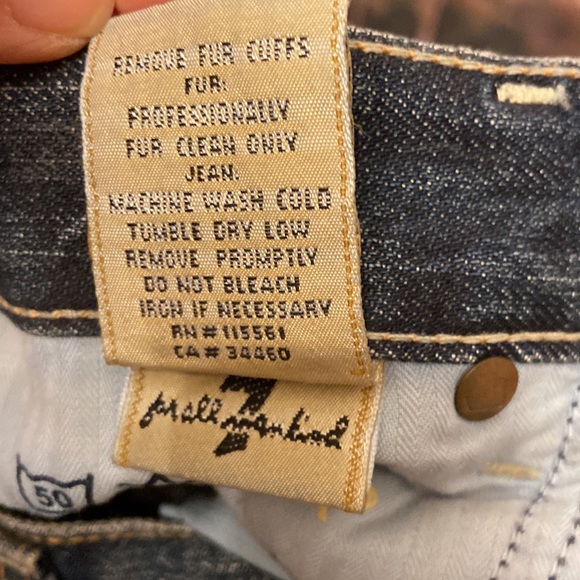 REMOVE FUR CUFFS
FUR:
PROFESSIONALLY
FUR CLEAN ONLY
JEAN:
MACHINE WASH COLD
TUMBLE DRY LOW
REMOVE PROMPTLY
DO NOT BLEACH
IRON IF NECESSARY
RN # 115561
CA # 34460
7
for all mankind
50